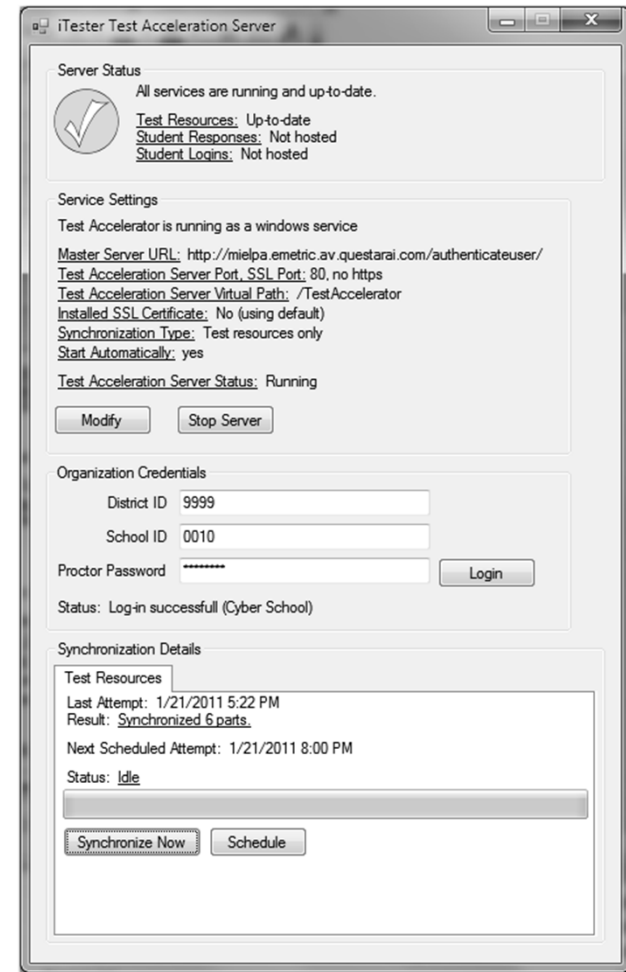 iTester Test Acceleration Server
Server Status
All services are running and up-to-date.
Test Resources: Up-to-date
Student Responses: Not hosted
Student Logins: Not hosted
Service Settings
Test Accelerator is running as a windows service
Master Server URL: http://mielpa.emetric.av.questarai.com/authenticateuser/
Test Acceleration Server Port, SSL Port: 80, no https
Test Acceleration Server Virtual Path: /TestAccelerator
Installed SSL Certificate: No (using default)
Synchronization Type: Test resources only
Start Automatically: yes
Test Acceleration Server Status: Running
Modify Stop Server
Organization Credentials
District ID 9999
School ID 0010
Proctor Password ********
Login
Status: Log-in successfull (Cyber School)
Synchronization Details
Test Resources
Last Attempt: 1/21/2011 5:22 PM
Result: Synchronized 6 parts.
Next Scheduled Attempt: 1/21/2011 8:00 PM
Status: Idle
Synchronize Now Schedule